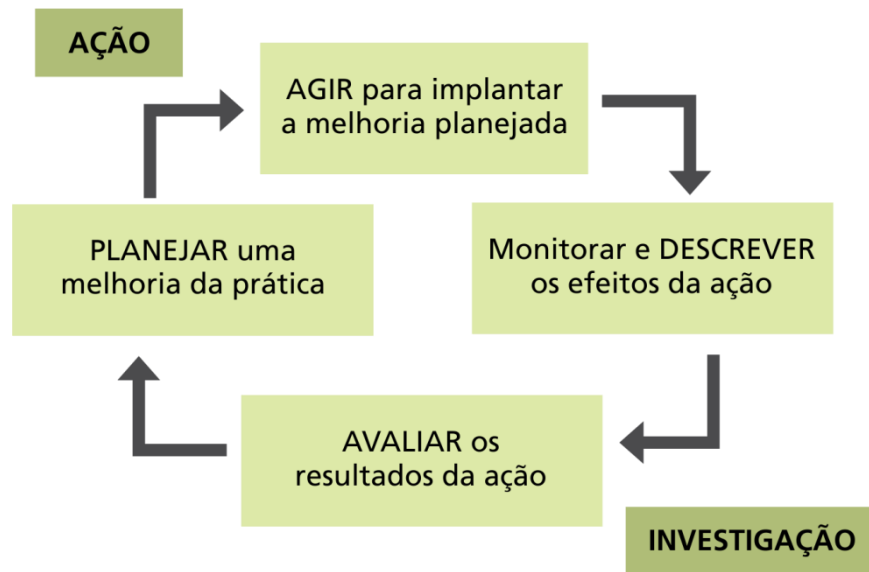 AÇÃO
AGIR para implantar
a melhoria planejada
PLANEJAR uma
melhoria da prática
Monitorar e DESCREVER
os efeitos da ação
AVALIAR os
resultados da ação
INVESTIGAÇÃO